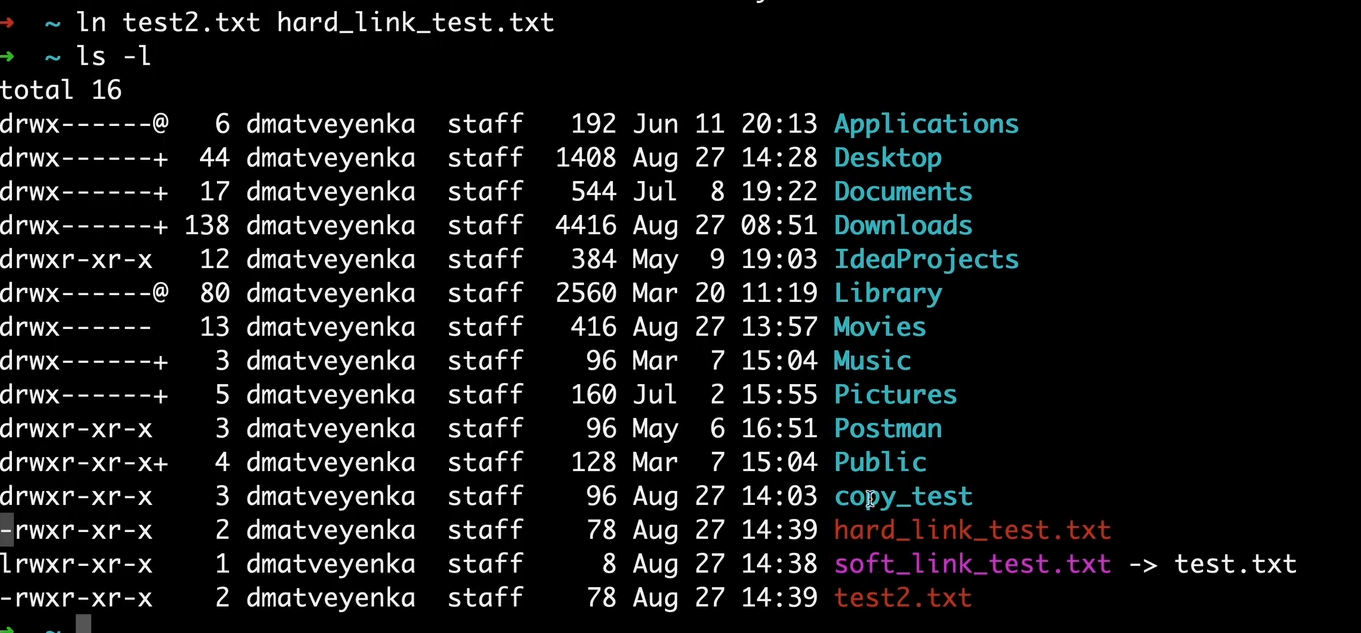 ➜  ~ ln test2.txt hard_link_test.txt
➜  ~ ls -l
total 16
drwx------@   6 dmatveyenka  staff   192 Jun 11 20:13 Applications
drwx------+  44 dmatveyenka  staff  1408 Aug 27 14:28 Desktop
drwx------+  17 dmatveyenka  staff   544 Jul  8 19:22 Documents
drwx------+ 138 dmatveyenka  staff  4416 Aug 27 08:51 Downloads
drwxr-xr-x   12 dmatveyenka  staff   384 May  9 19:03 IdeaProjects
drwx------@  80 dmatveyenka  staff  2560 Mar 20 11:19 Library
drwx------   13 dmatveyenka  staff   416 Aug 27 13:57 Movies
drwx------+   3 dmatveyenka  staff    96 Mar  7 15:04 Music
drwx------+   5 dmatveyenka  staff   160 Jul  2 15:55 Pictures
drwxr-xr-x    3 dmatveyenka  staff    96 May  6 16:51 Postman
drwxr-xr-x+   4 dmatveyenka  staff   128 Mar  7 15:04 Public
drwxr-xr-x    3 dmatveyenka  staff    96 Aug 27 14:03 copy_test
-rwxr-xr-x    2 dmatveyenka  staff    78 Aug 27 14:39 hard_link_test.txt
lrwxr-xr-x    1 dmatveyenka  staff     8 Aug 27 14:38 soft_link_test.txt -> test.txt
-rwxr-xr-x    2 dmatveyenka  staff    78 Aug 27 14:39 test2.txt
➜  ~